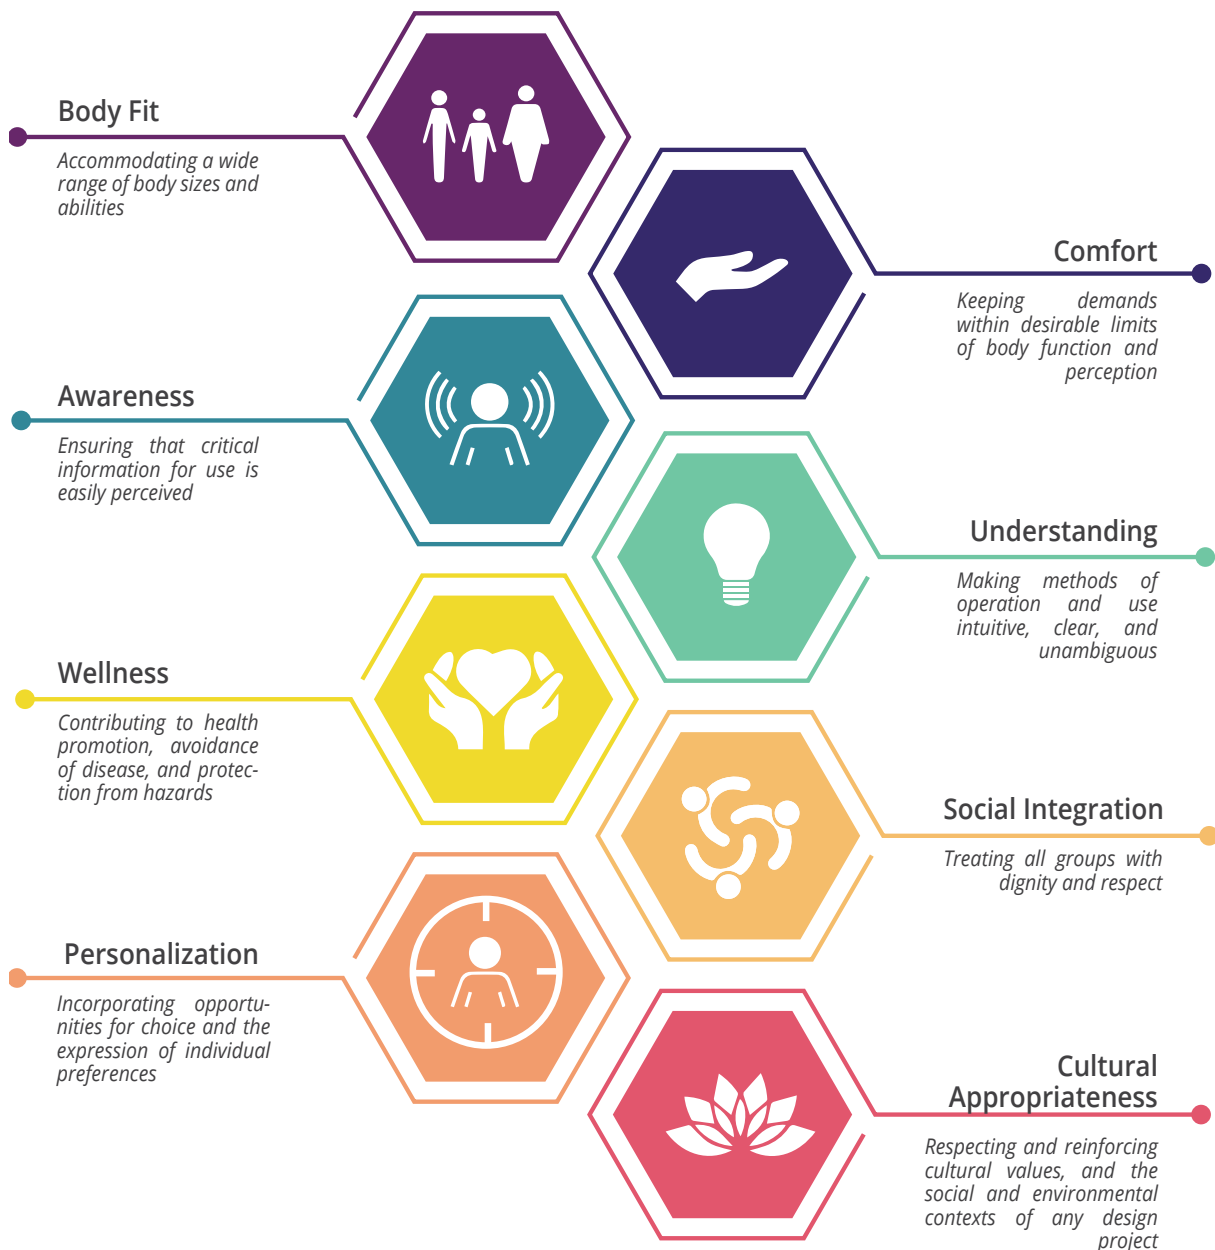 Body Fit
Accommodating a wide
range of body sizes and
abilities
Comfort
Keeping demands
within desirable limits
of body function and
perception
Awareness
Ensuring that critical
information for use is
easily perceived
Understanding
Making methods of
operation and use
intuitive, clear, and
unambiguous
Wellness
Contributing to health
promotion, avoidance
of disease, and protec-
tion from hazards
Social Integration
Treating all groups with
dignity and respect
Personalization
Incorporating opportu-
nities for choice and the
expression of individual
preferences
Cultural
Appropriateness
Respecting and reinforcing
cultural values, and the
social and environmental
contexts of any design
project